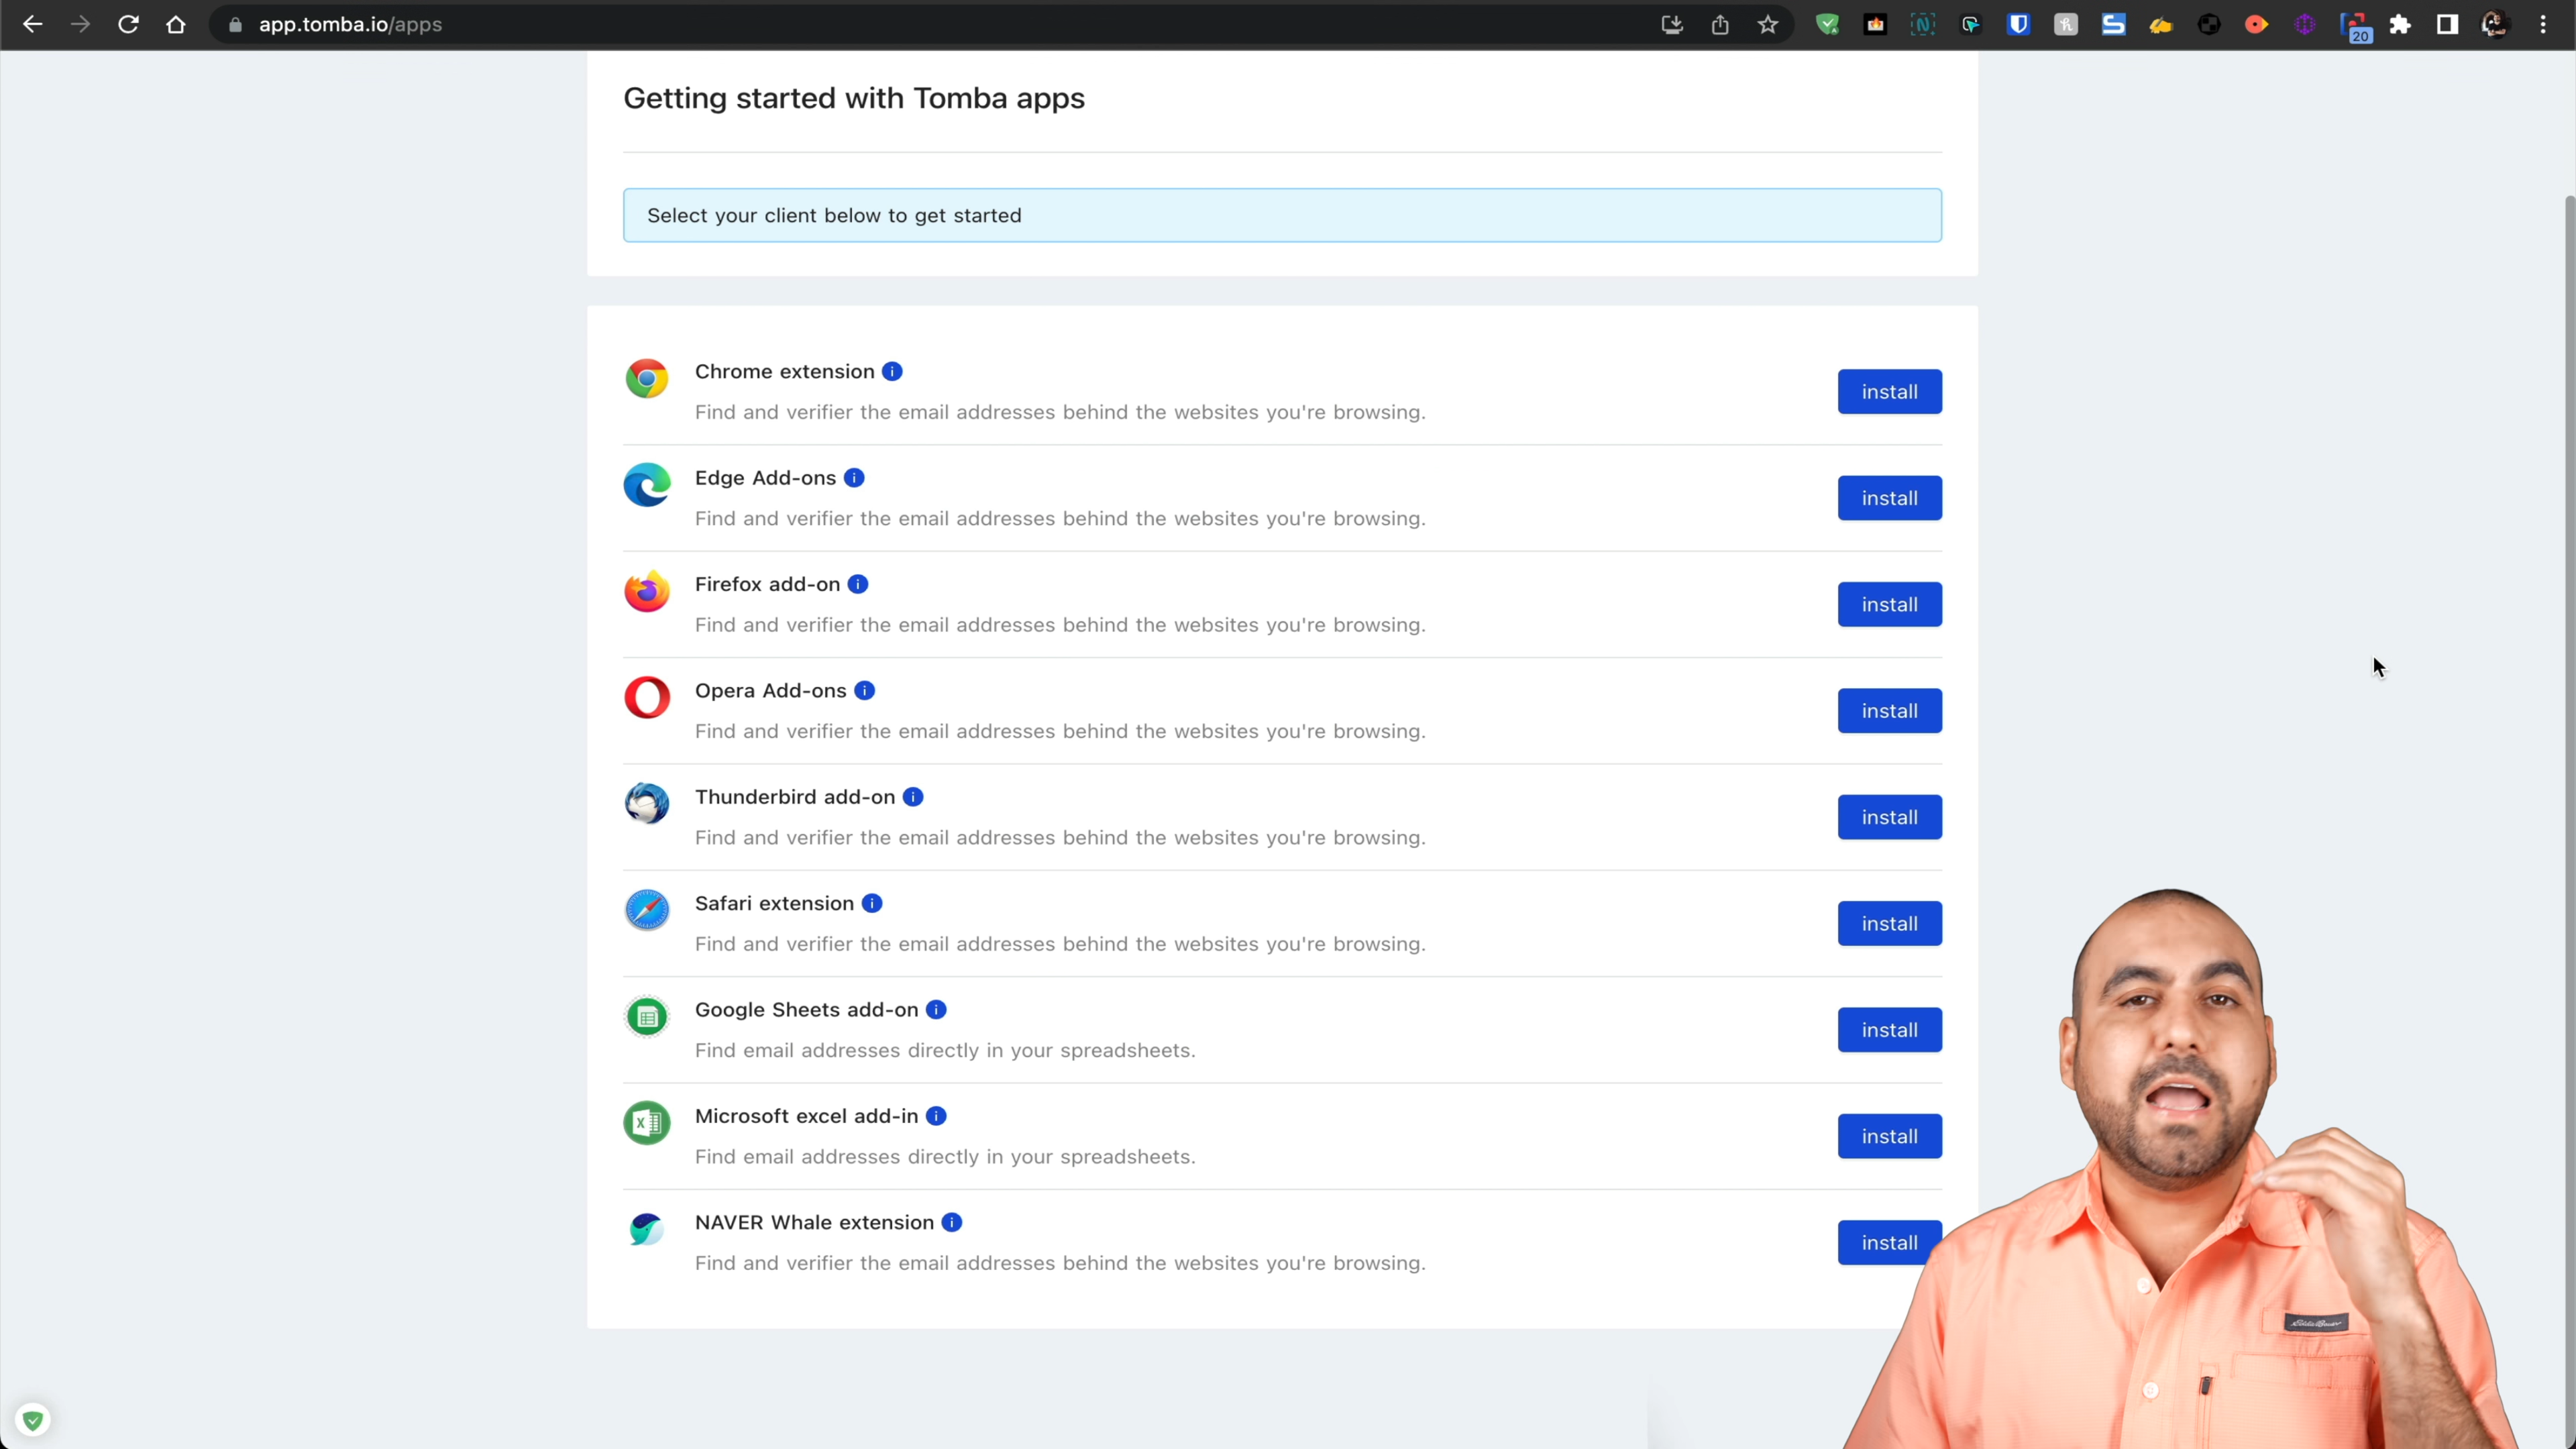 app.tomba.io/apps
20
Getting started with Tomba apps
Select your client below to get started
Chrome extension
Find and verifier the email addresses behind the websites you're browsing.
install
Edge Add-ons
Find and verifier the email addresses behind the websites you're browsing.
install
Firefox add-on
Find and verifier the email addresses behind the websites you're browsing.
install
Opera Add-ons
Find and verifier the email addresses behind the websites you're browsing.
install
Thunderbird add-on
Find and verifier the email addresses behind the websites you're browsing.
install
Safari extension
Find and verifier the email addresses behind the websites you're browsing.
install
Google Sheets add-on
Find email addresses directly in your spreadsheets.
install
Microsoft excel add-in
Find email addresses directly in your spreadsheets.
install
NAVER Whale extension
Find and verifier the email addresses behind the websites you're browsing.
install
Eddie Bauer